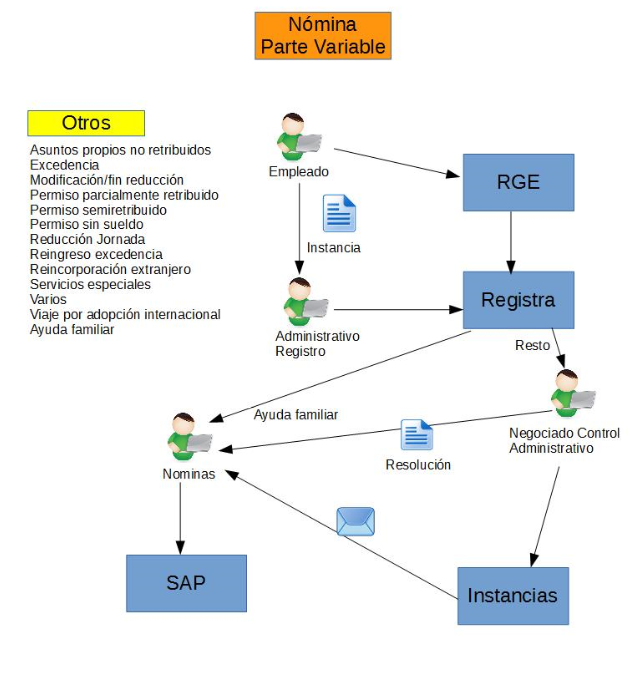 Nómina
Parte Variable
Otros
Asuntos propios no retribuidos
Excedencia
Modificación/fin reducción
Permiso parcialmente retribuido
Permiso semiretribuido
Permiso sin sueldo
Reducción Jornada
Reingreso excedencia
Reincorporación extranjero
Servicios especiales
Varios
Viaje por adopción internacional
Ayuda familiar
Empleado
RGE
Instancia
Registra
Administrativo
Registro
Resto
Ayuda familiar
Negociado Control
Administrativo
Resolución
Nominas
SAP
Instancias